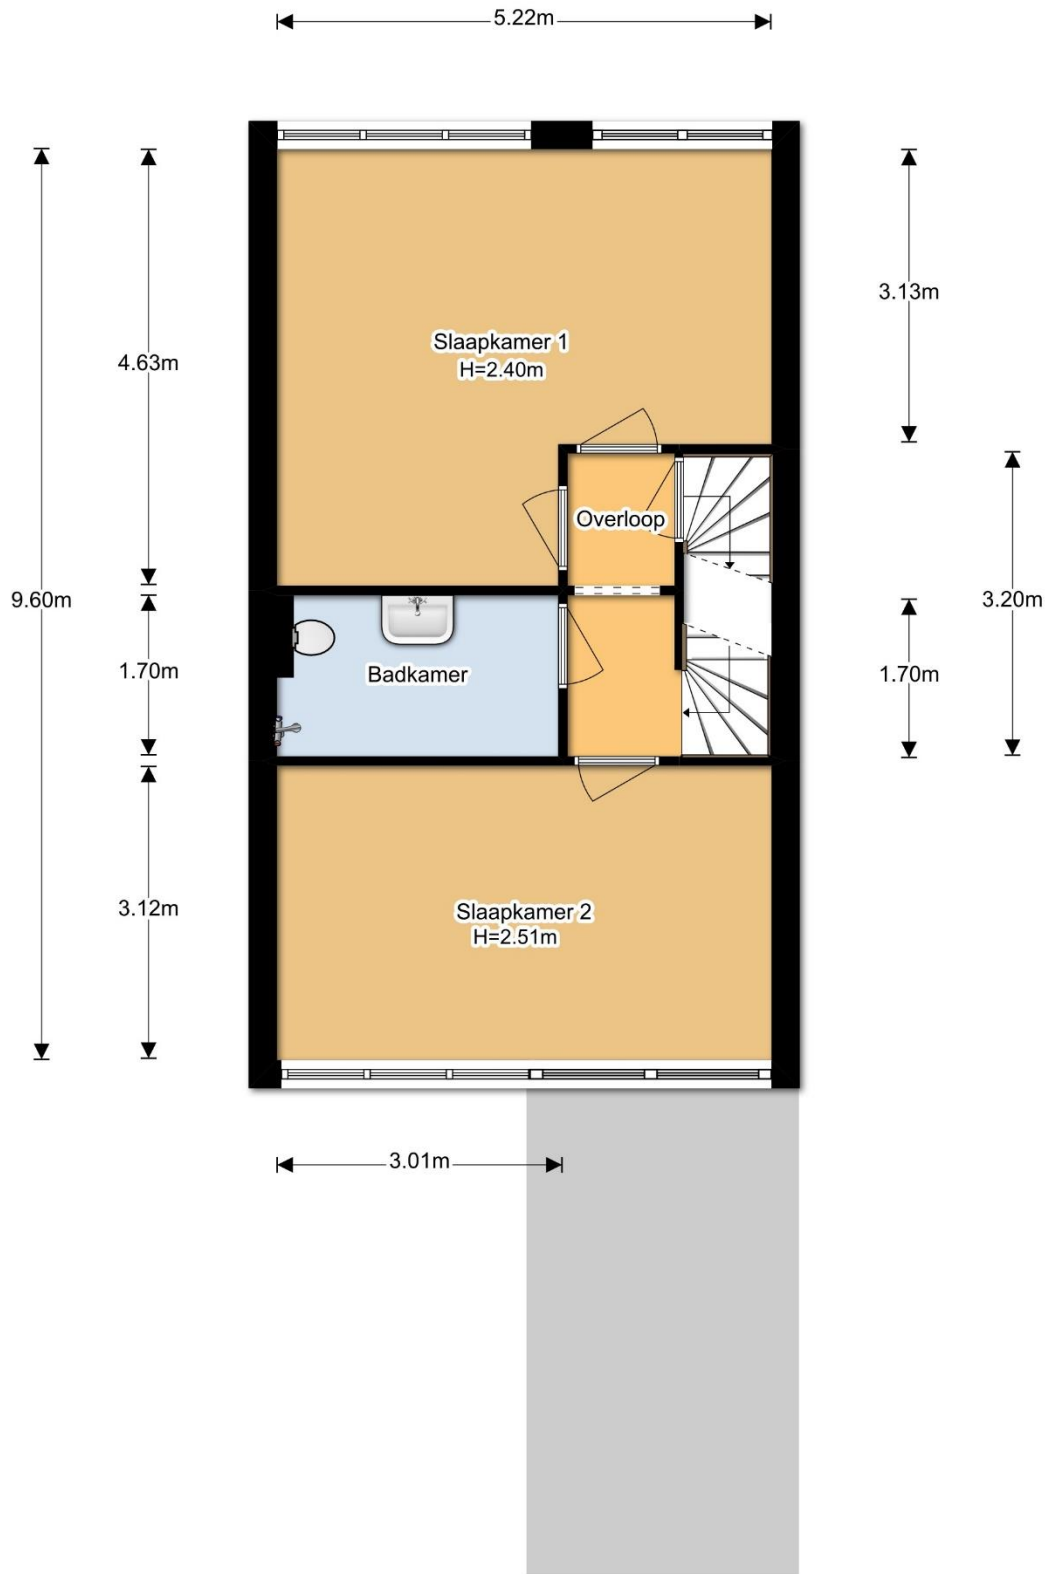 5.22m
4.63m
3.13m
Slaapkamer 1
H=2.40m
Overloop
9.60m
3.20m
1.70m
Badkamer
1.70m
3.12m
Slaapkamer 2
H=2.51m
3.01m